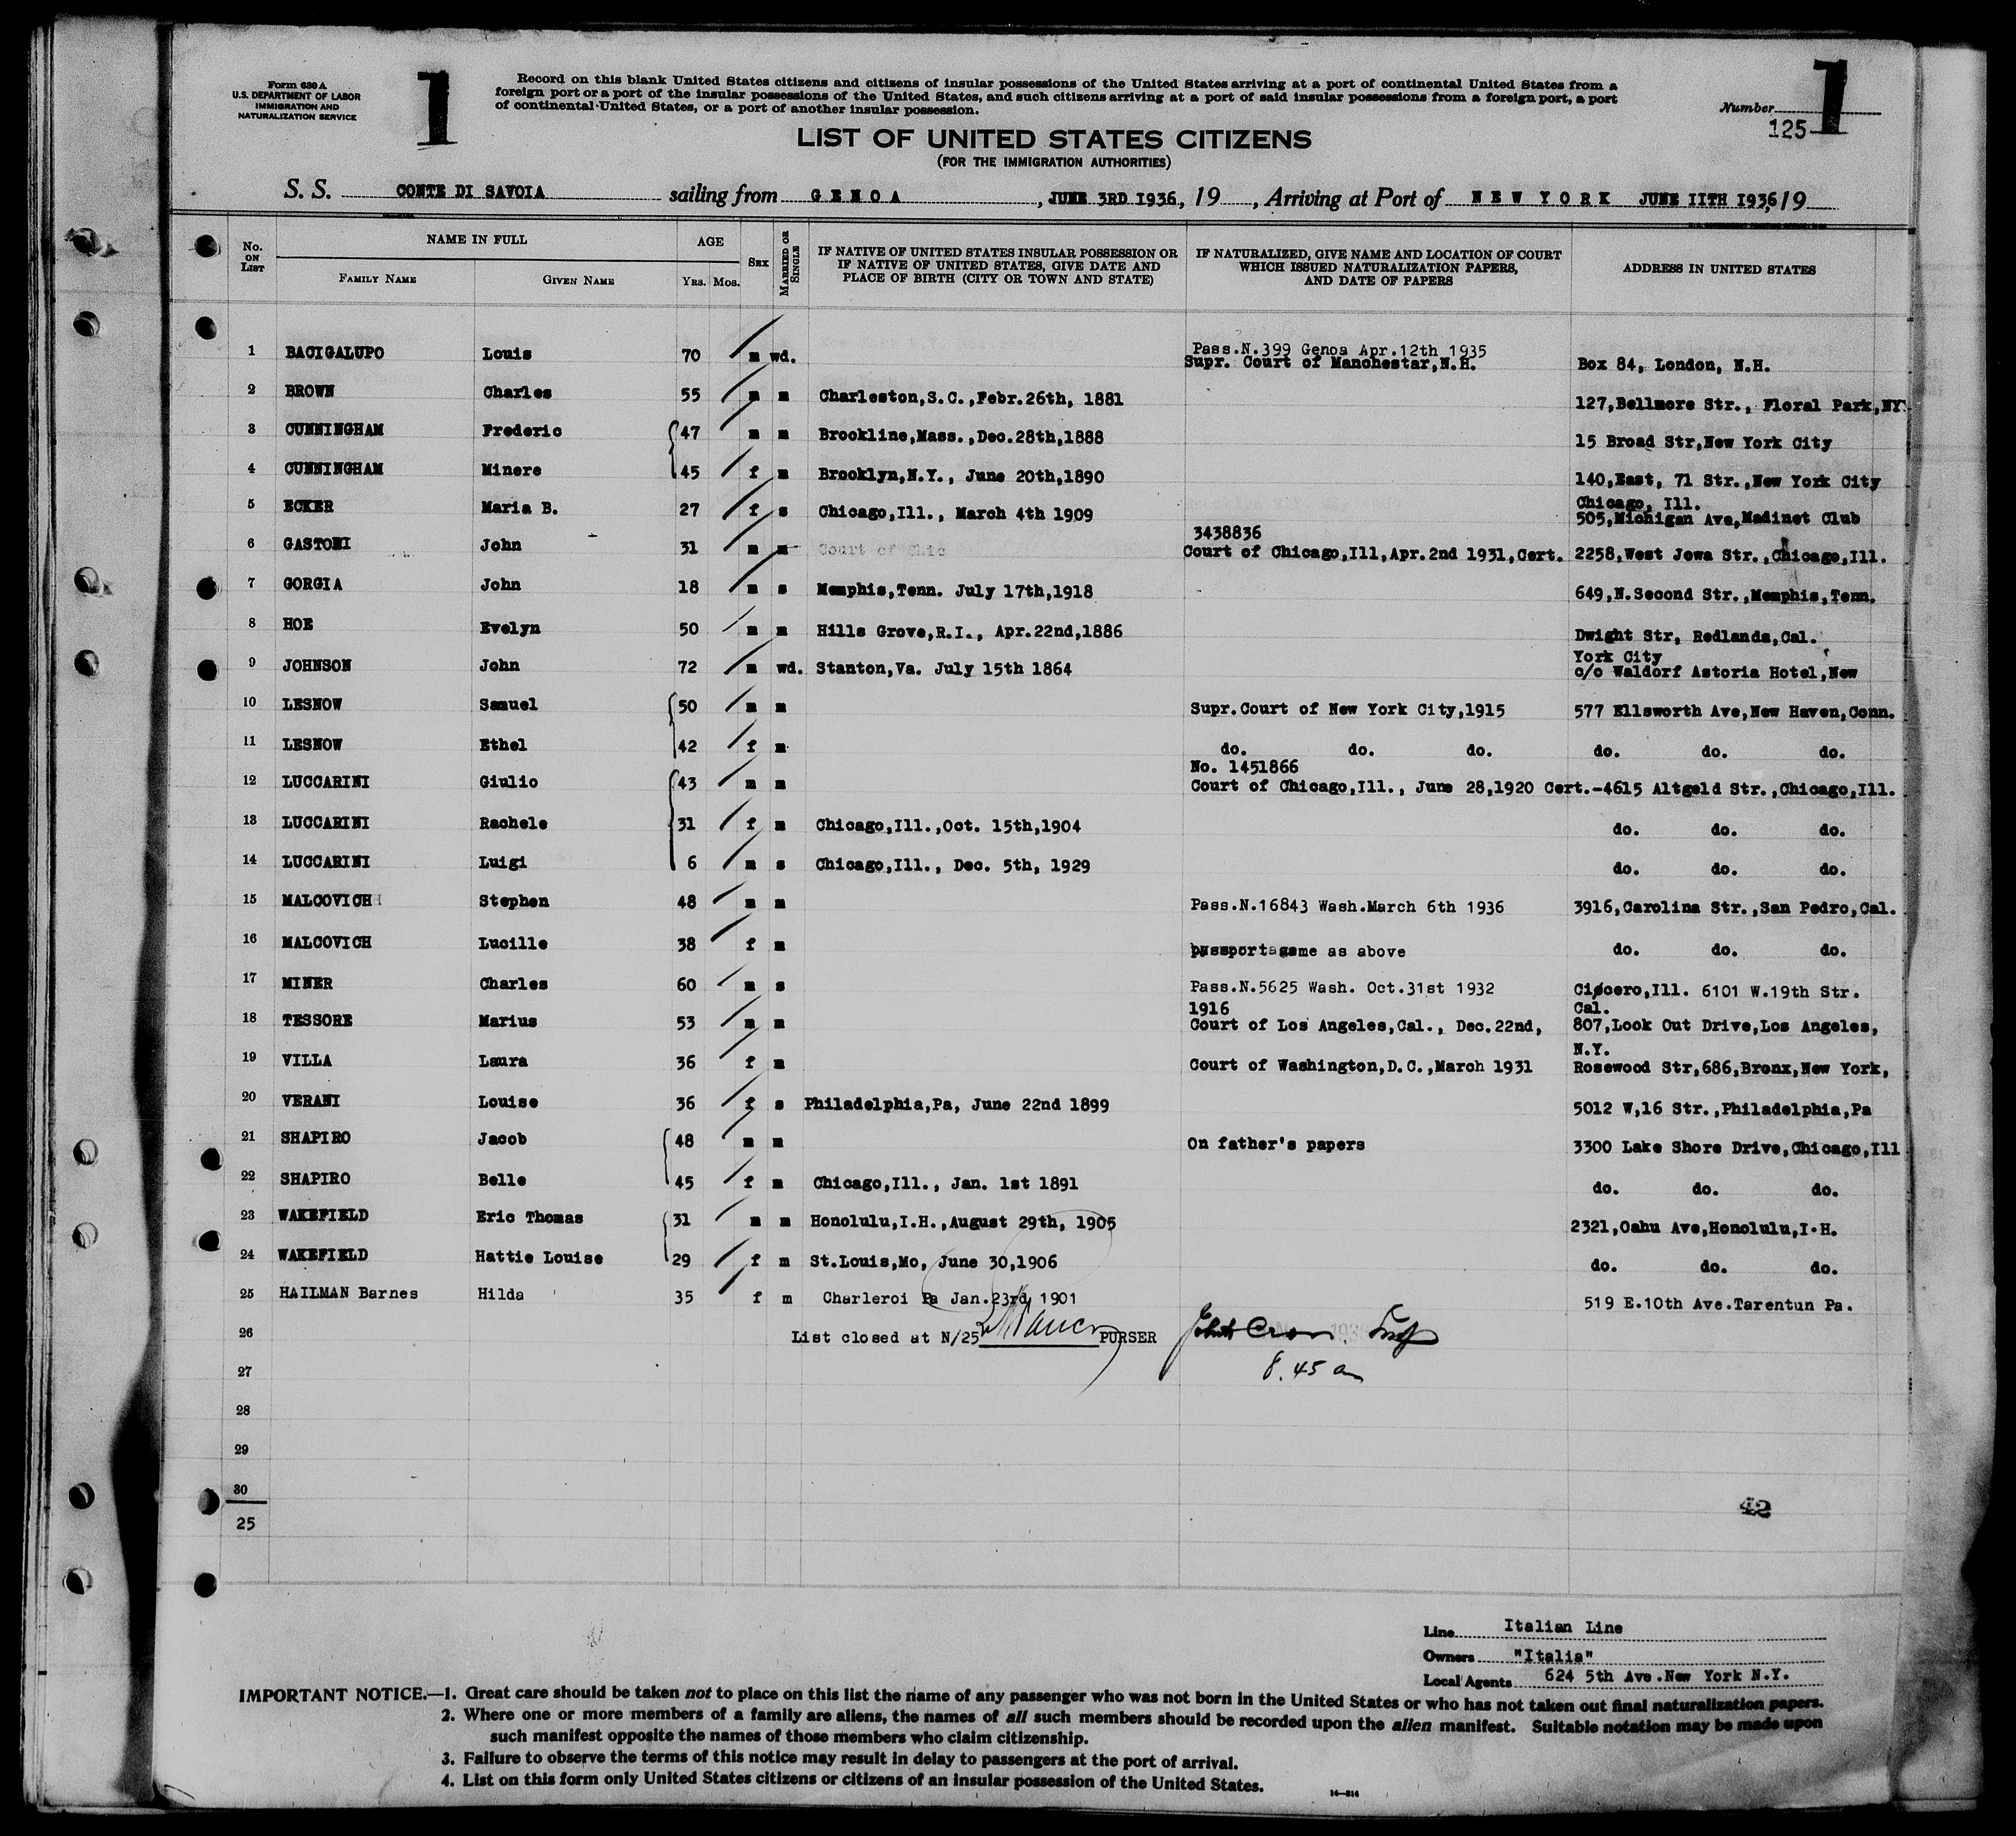 Form 630 A
U.S. DEPARTMENT OF LABOR
IMMIGRATION AND
NATURALIZATION SERVICE
1
Record on this blank United States citizens and citizens of insular possessions of the United States arriving at a port of continental United States from a
foreign port or a port of the insular possessions of the United States, and such citizens arriving at a port of said insular possessions from a foreign port, a port
of continental United States, or a port of another insular possession.
Number
1
125
LIST OF UNITED STATES CITIZENS
(FOR THE IMMIGRATION AUTHORITIES)
S. S. CONTE DI SAVOIA sailing from GENOA, JUNE 3RD 1936, 19, Arriving at Port of NEW YORK JUNE 11TH 1936, 19
No. ON LIST
NAME IN FULL
FAMILY NAME
GIVEN NAME
AGE
YRS. MOS.
SEX
MARRIED OR SINGLE
IF NATIVE OF UNITED STATES INSULAR POSSESSION OR
IF NATIVE OF UNITED STATES, GIVE DATE AND
PLACE OF BIRTH (CITY OR TOWN AND STATE)
IF NATURALIZED, GIVE NAME AND LOCATION OF COURT
WHICH ISSUED NATURALIZATION PAPERS,
AND DATE OF PAPERS
ADDRESS IN UNITED STATES
Pass.N.399 Genoa Apr.12th 1935
1 BACIGALUPO Louis 70 m wd. Supr. Court of Manchestar,N.H. Box 84, London, N.H.
2 BROWN Charles 55 m m Charleston,S.C.,Febr.26th, 1881 127,Bellmore Str., Floral Park,NY.
3 CUNNINGHAM Frederic 47 m m Brookline,Mass.,Dec.28th,1888 15 Broad Str,New York City
4 CUNNINGHAM Minere 45 f m Brooklyn,N.Y., June 20th,1890 140,East, 71 Str.,New York City
Chicago, Ill.
5 ECKER Maria B. 27 f s Chicago,Ill., March 4th 1909 505,Michigan Ave,Madinet Club
3438836
6 GASTONI John 31 m m Court of Chic Court of Chicago,Ill,Apr.2nd 1931,Cert. 2258,West Jowa Str.,Chicago,Ill.
7 GORGIA John 18 m s Memphis,Tenn. July 17th,1918 649,N.Second Str.,Memphis,Tenn.
8 HOE Evelyn 50 m m Hills Grove,R.I., Apr.22nd,1886 Dwight Str, Redlands,Cal.
York City
9 JOHNSON John 72 m wd. Stanton,Va. July 15th 1864 c/o Waldorf Astoria Hotel,New
10 LESNOW Samuel 50 m m Supr.Court of New York City,1915 577 Ellsworth Ave,New Haven,Conn.
11 LESNOW Ethel 42 f m do. do. do. do. do. do.
No. 1451866
12 LUCCARINI Giulio 43 m m Court of Chicago,Ill., June 28,1920 Cert.-4615 Altgeld Str.,Chicago,Ill.
13 LUCCARINI Rachele 31 f m Chicago,Ill.,Oct. 15th,1904 do. do. do.
14 LUCCARINI Luigi 6 m s Chicago,Ill., Dec. 5th, 1929 do. do. do.
15 MALCOVICH Stephen 48 m m Pass.N.16843 Wash.March 6th 1936 3916,Carolina Str.,San Pedro,Cal.
16 MALCOVICH Lucille 38 f m same as above do. do. do.
17 MINER Charles 60 m s Pass.N.5625 Wash. Oct.31st 1932 Cicero,Ill. 6101 W.19th Str.
1916 Cal.
18 TESSORE Marius 53 m m Court of Los Angeles,Cal., Dec.22nd, 807,Look Out Drive,Los Angeles,
N.Y.
19 VILLA Laura 36 f m Court of Washington,D.C.,March 1931 Rosewood Str,686,Bronx,New York,
20 VERANI Louise 36 f s Philadelphia,Pa, June 22nd 1899 5012 W,16 Str.,Philadelphia,Pa
21 SHAPIRO Jacob 48 m m On father's papers 3300 Lake Shore Drive,Chicago,Ill
22 SHAPIRO Belle 45 f m Chicago,Ill., Jan. 1st 1891 do. do. do.
23 WAKEFIELD Eric Thomas 31 m m Honolulu,I.H.,August 29th, 1905 2321,Oahu Ave,Honolulu,I.H.
24 WAKEFIELD Hattie Louise 29 f m St.Louis,Mo, June 30,1906 do. do. do.
25 HAILMAN Barnes Hilda 35 f m Charleroi Pa Jan.23rd, 1901 519 E.10th Ave.Tarentun Pa.
26 List closed at N/25 PURSER
27 8.45 am
28
29
30
25
42
Line Italian Line
Owners "Italia"
Local Agents 624 5th Ave.New York N.Y.
IMPORTANT NOTICE.—1. Great care should be taken not to place on this list the name of any passenger who was not born in the United States or who has not taken out final naturalization papers.
2. Where one or more members of a family are aliens, the names of all such members should be recorded upon the alien manifest. Suitable notation may be made upon
such manifest opposite the names of those members who claim citizenship.
3. Failure to observe the terms of this notice may result in delay to passengers at the port of arrival.
4. List on this form only United States citizens or citizens of an insular possession of the United States.
14—814